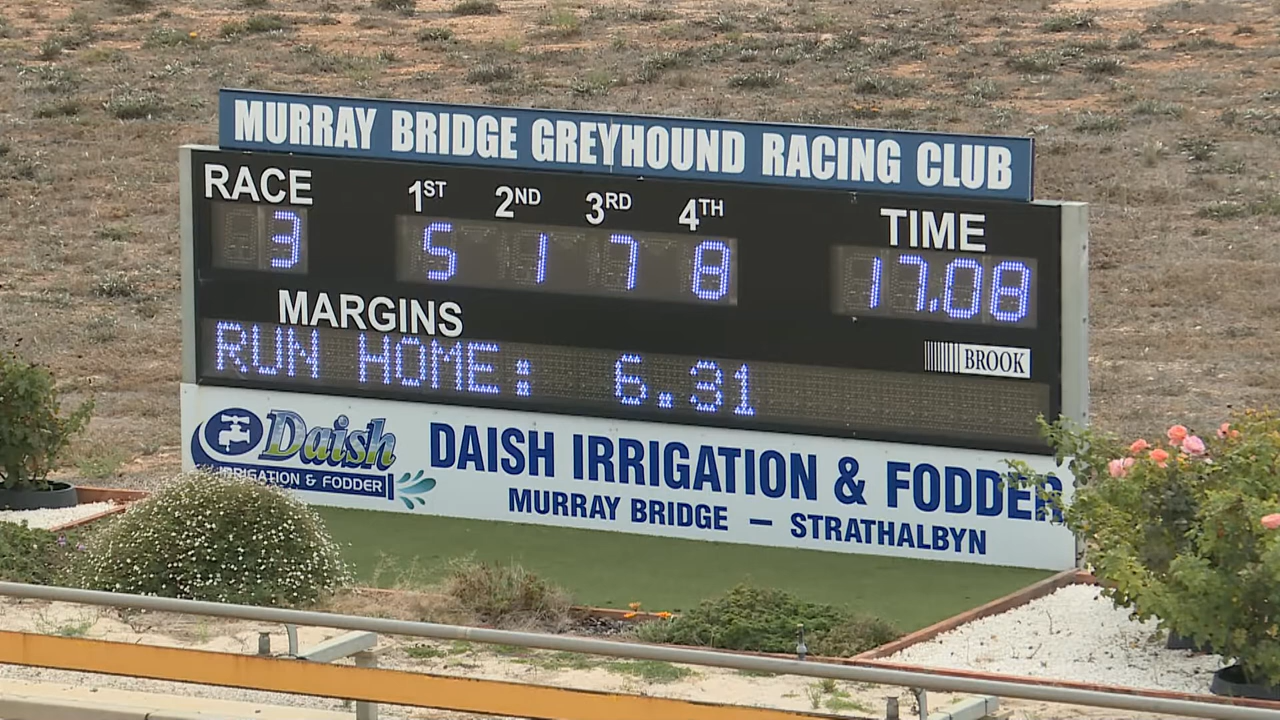 MURRAY BRIDGE GREYHOUND RACING CLUB
RACE 1ST 2ND 3RD 4TH TIME
3 5 1 7 8 17.08
MARGINS
RUN HOME: 6.31
BROOK
Daish
IRRIGATION & FODDER
DAISH IRRIGATION & FODDER
MURRAY BRIDGE — STRATHALBYN